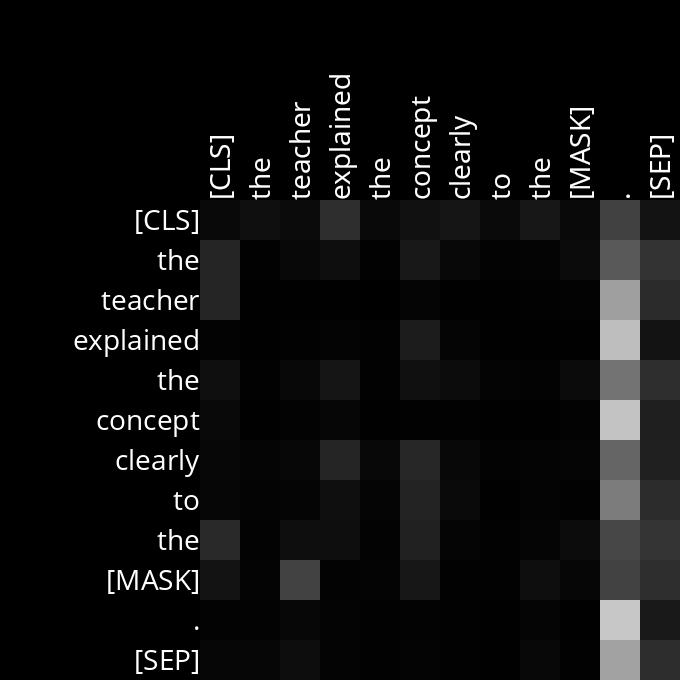 [CLS] the teacher explained the concept clearly to the [MASK] . [SEP]
[CLS]
the
teacher
explained
the
concept
clearly
to
the
[MASK]
.
[SEP]